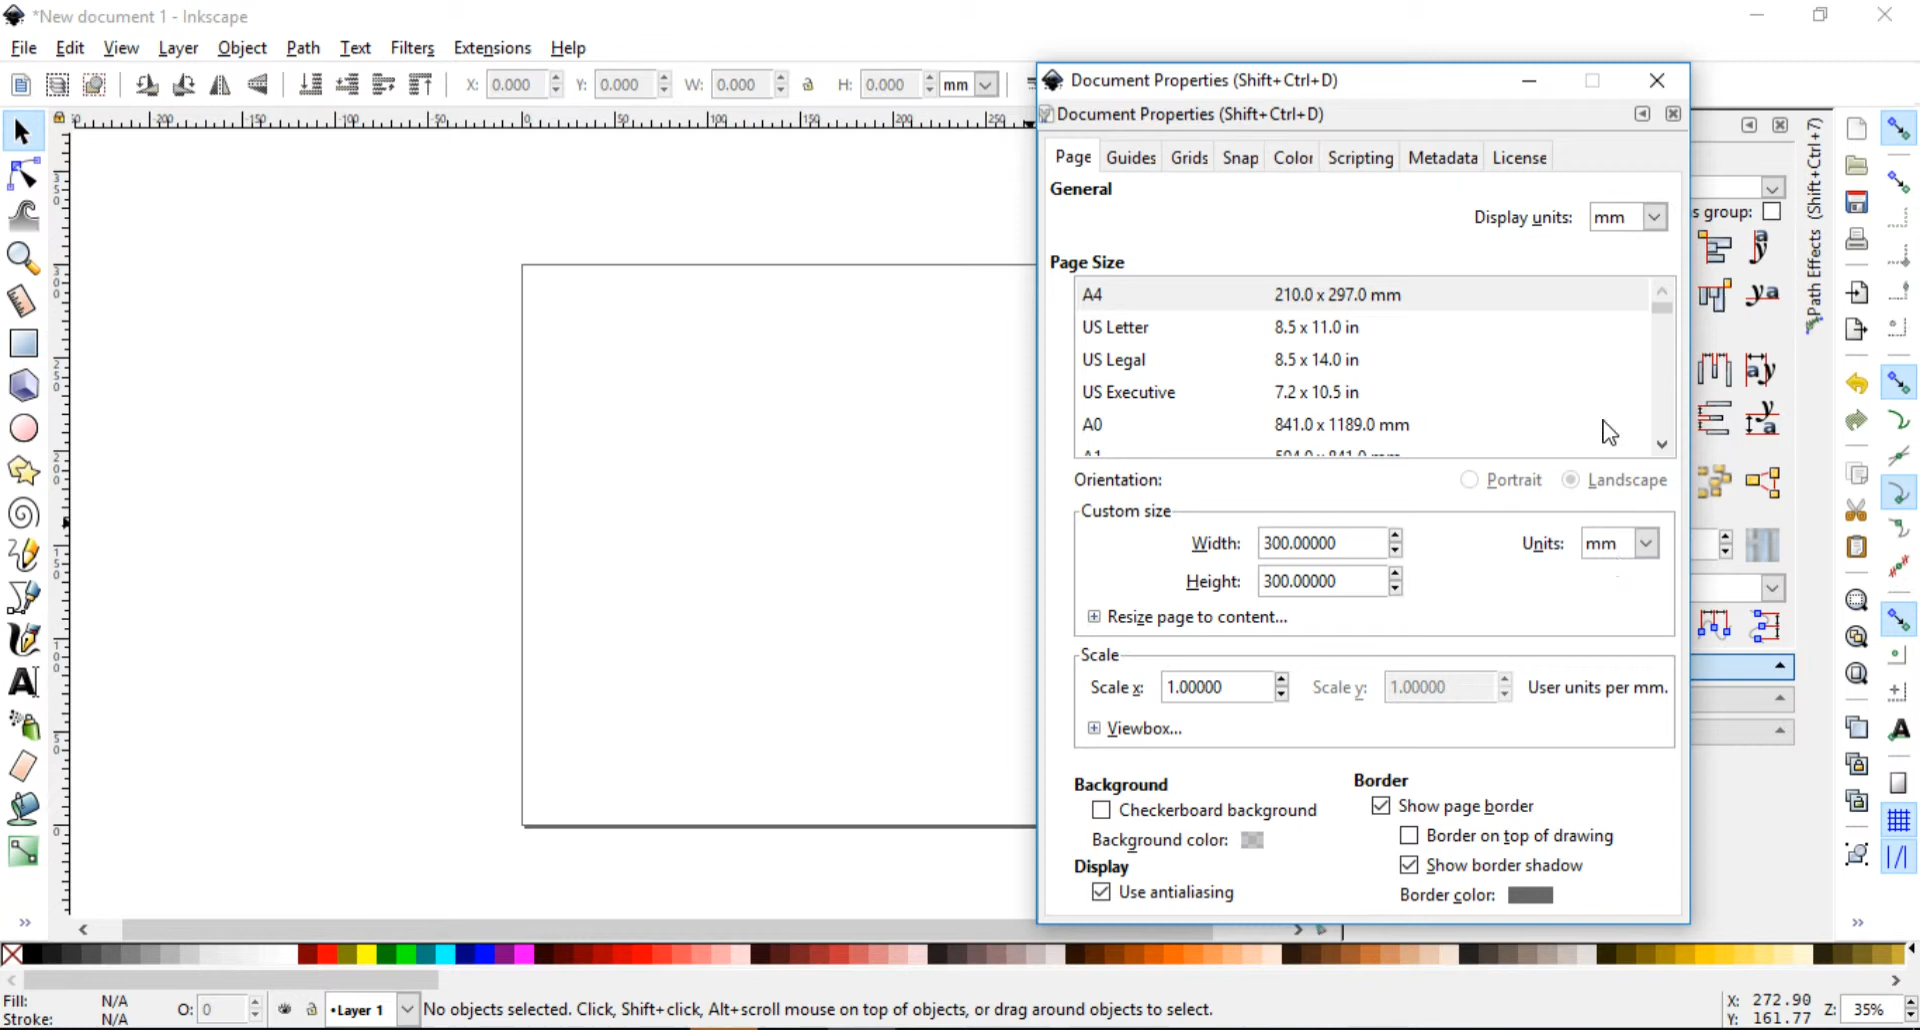 *New document 1 - Inkscape
File Edit View Layer Object Path Text Filters Extensions Help
X: 0.000 Y: 0.000 W: 0.000 H: 0.000 mm
Document Properties (Shift+Ctrl+D)
Document Properties (Shift+Ctrl+D)
Page Guides Grids Snap Color Scripting Metadata License
General
Display units: mm
Page Size
A4 210.0 x 297.0 mm
US Letter 8.5 x 11.0 in
US Legal 8.5 x 14.0 in
US Executive 7.2 x 10.5 in
A0 841.0 x 1189.0 mm
A1 594.0 x 841.0 mm
Orientation: Portrait Landscape
Custom size
Width: 300.00000 Units: mm
Height: 300.00000
Resize page to content...
Scale
Scale x: 1.00000 Scale y: 1.00000 User units per mm.
Viewbox...
Background
Checkerboard background
Background color:
Display
Use antialiasing
Border
Show page border
Border on top of drawing
Show border shadow
Border color:
s group:
Path Effects (Shift+Ctrl+7)
Fill: N/A
Stroke: N/A
O: 0
Layer 1
No objects selected. Click, Shift+click, Alt+scroll mouse on top of objects, or drag around objects to select.
X: 272.90
Y: 161.77
Z: 35%